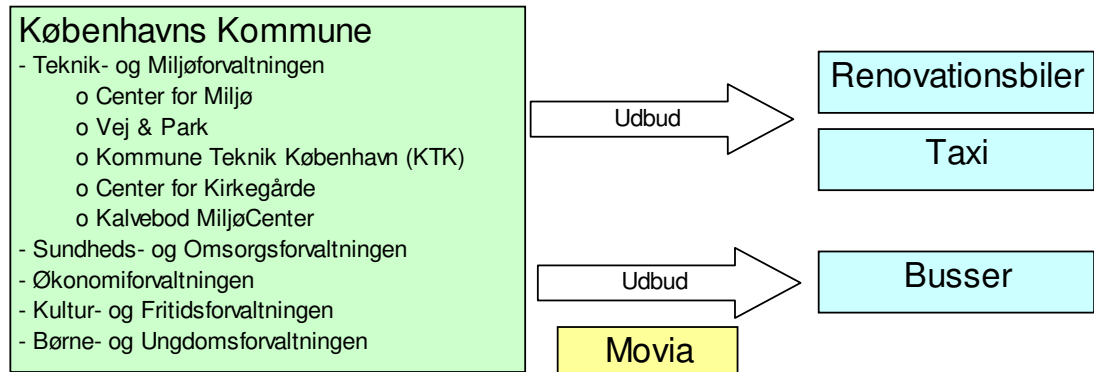 Københavns Kommune
- Teknik- og Miljøforvaltningen
o Center for Miljø
o Vej & Park
o Kommune Teknik København (KTK)
o Center for Kirkegårde
o Kalvebod MiljøCenter
- Sundheds- og Omsorgsforvaltningen
- Økonomiforvaltningen
- Kultur- og Fritidsforvaltningen
- Børne- og Ungdomsforvaltningen
Udbud
Renovationsbiler
Taxi
Udbud
Busser
Movia